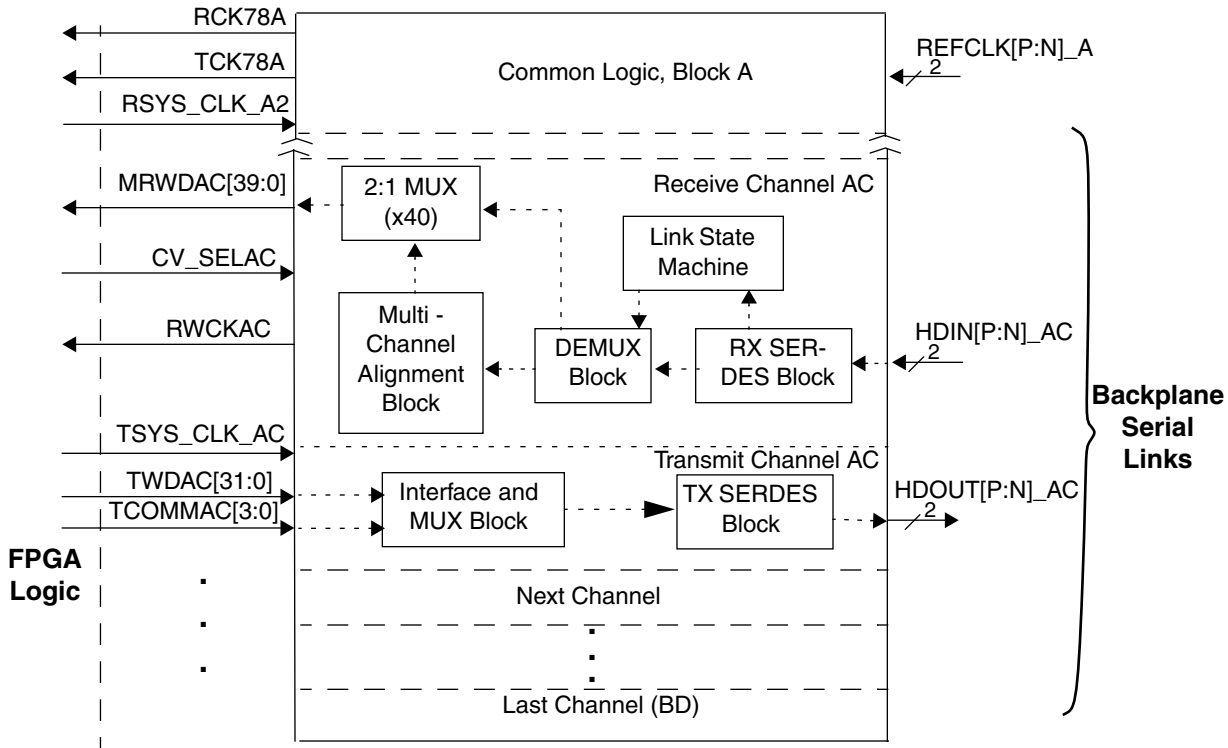 RCK78A
TCK78A
RSYS_CLK_A2
Common Logic, Block A
REFCLK[P:N]_A
2
MRWDAC[39:0]
2:1 MUX
(x40)
Receive Channel AC
Link State
Machine
CV_SELAC
RWCKAC
Multi -
Channel
Alignment
Block
DEMUX
Block
RX SER-
DES Block
HDIN[P:N]_AC
2
Backplane
Serial
Links
TSYS_CLK_AC
Transmit Channel AC
TWDAC[31:0]
TCOMMAC[3:0]
Interface and
MUX Block
TX SERDES
Block
HDOUT[P:N]_AC
2
FPGA
Logic
Next Channel
Last Channel (BD)